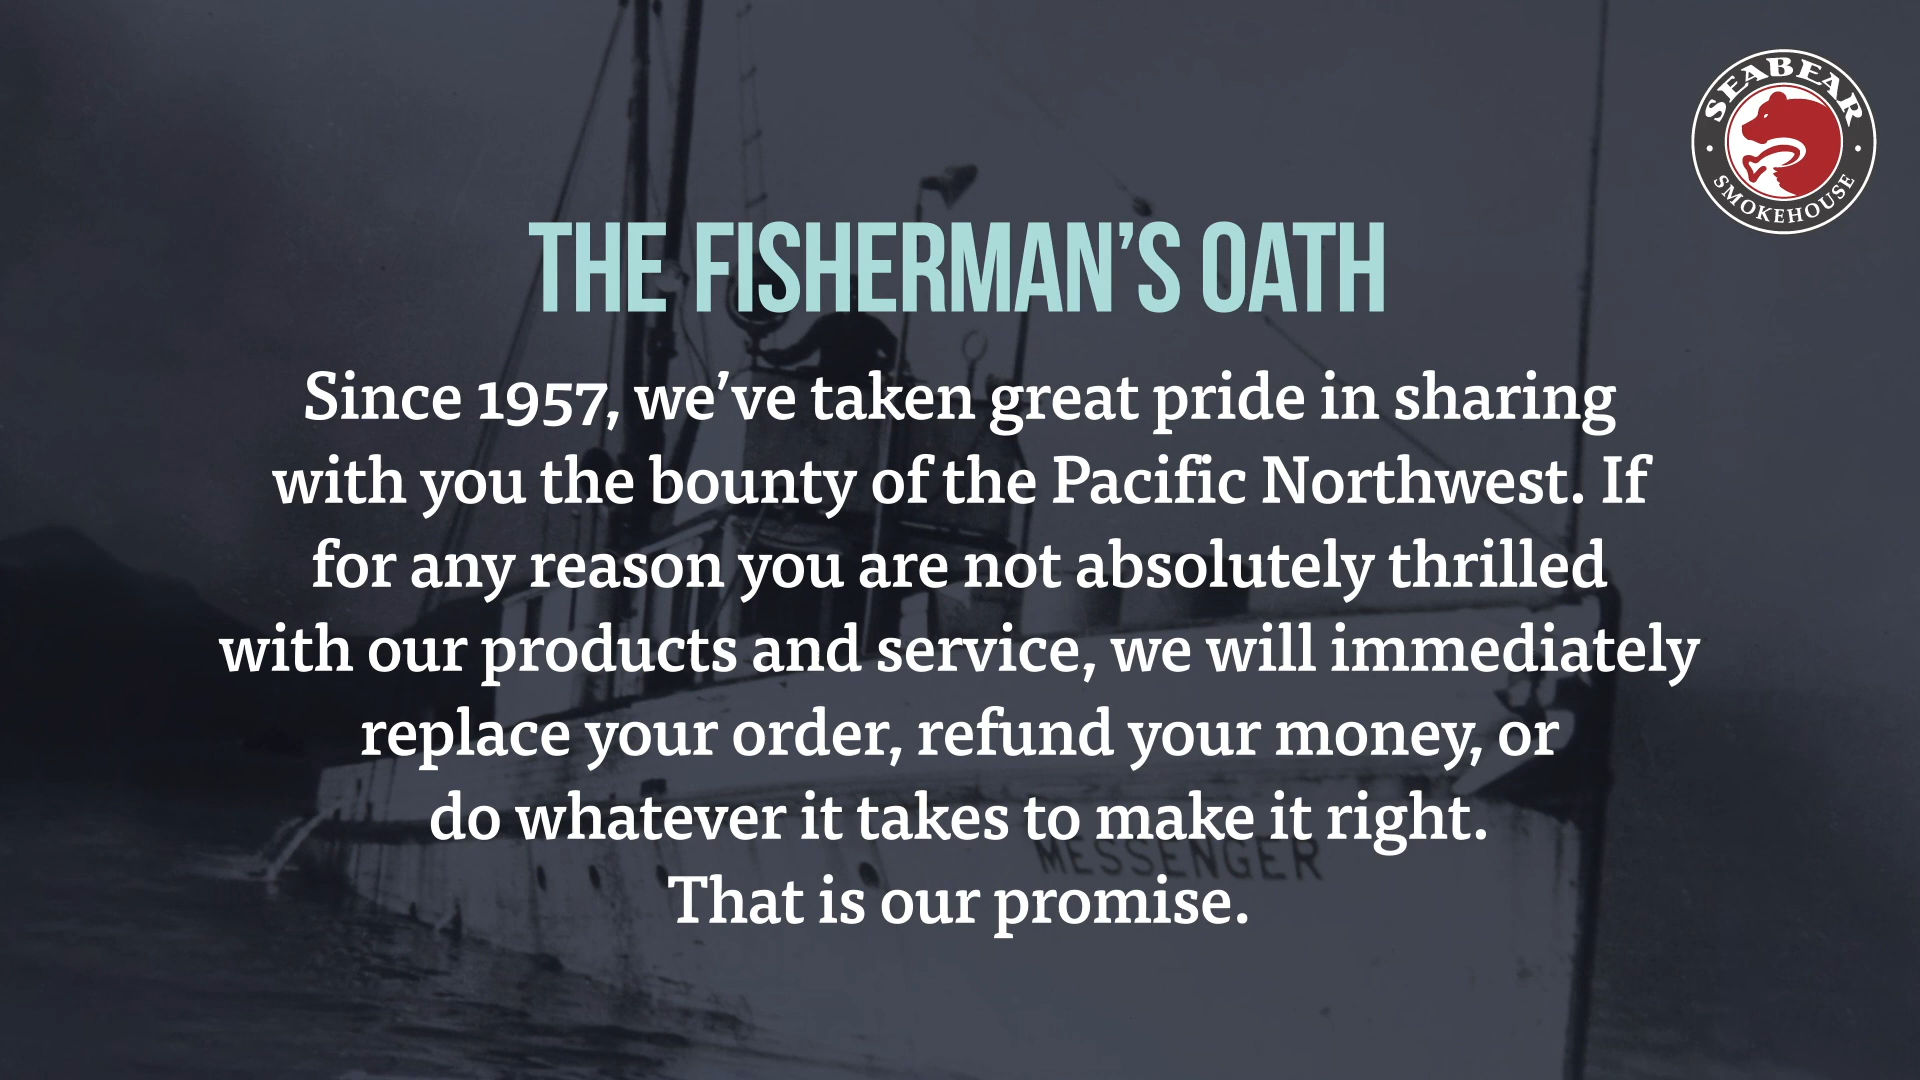 SEABEAR
SMOKEHOUSE
THE FISHERMAN’S OATH
Since 1957, we’ve taken great pride in sharing
with you the bounty of the Pacific Northwest. If
for any reason you are not absolutely thrilled
with our products and service, we will immediately
replace your order, refund your money, or
do whatever it takes to make it right.
MESSENGER
That is our promise.